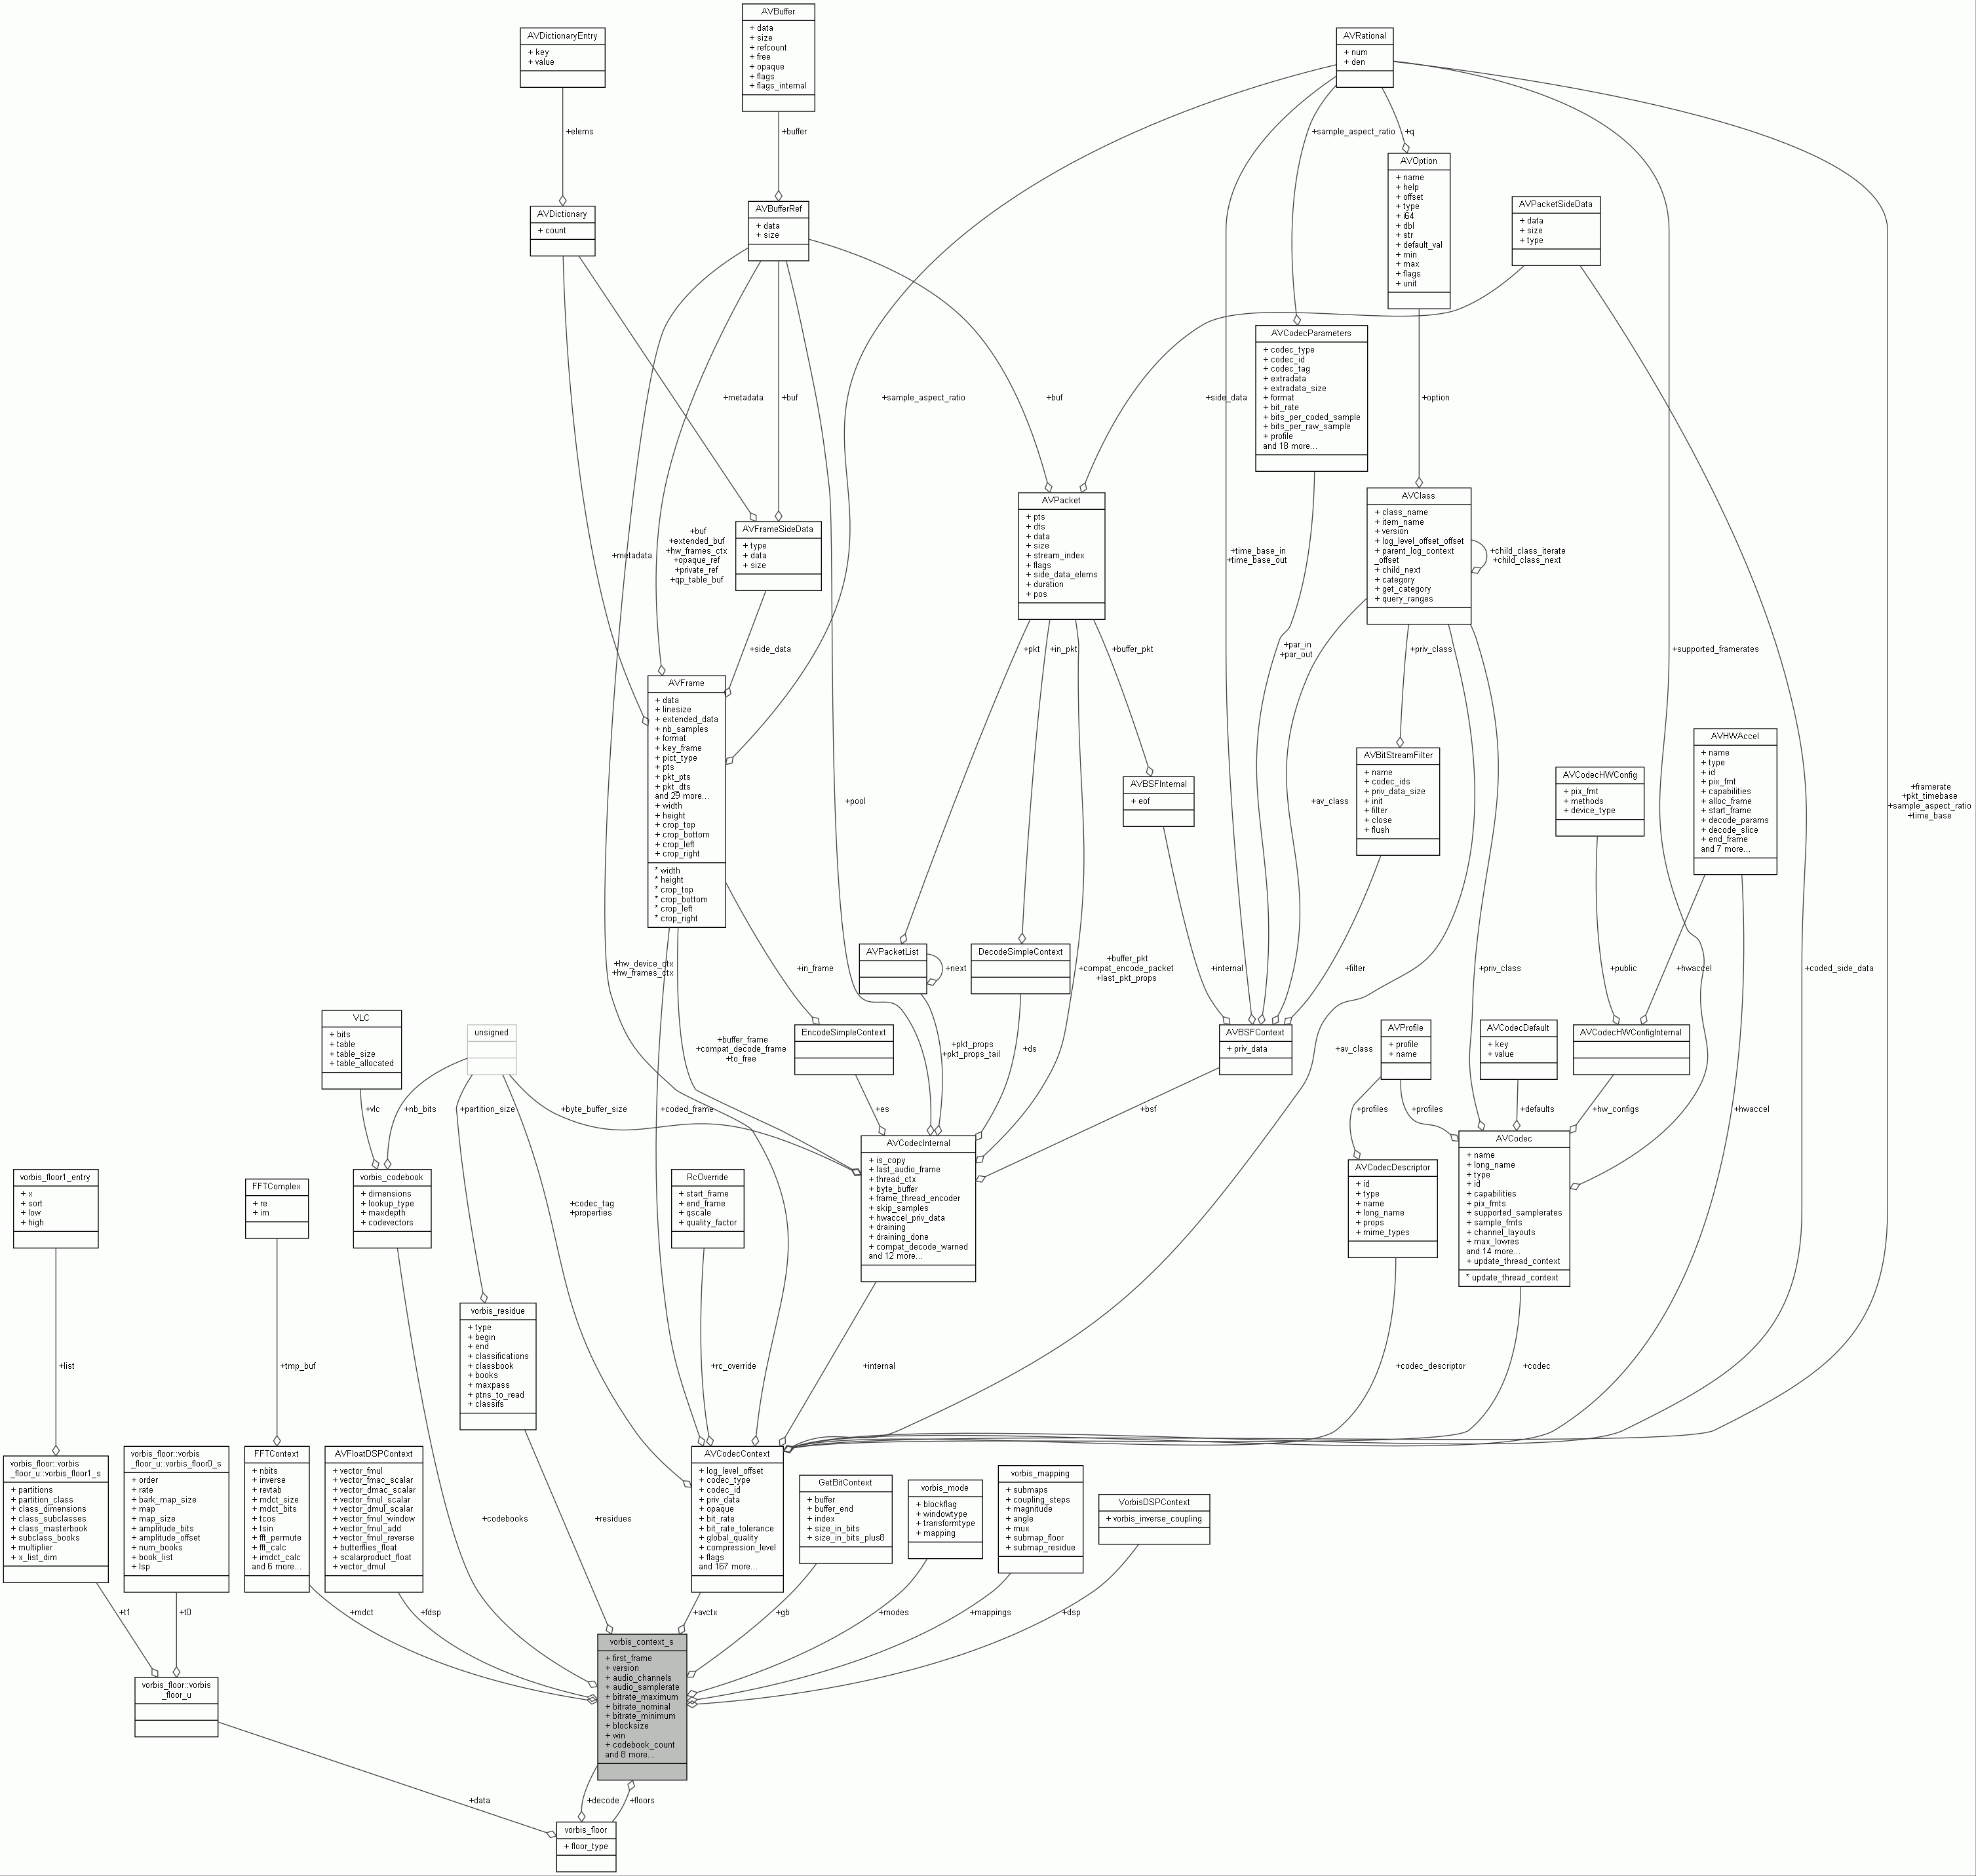 AVBuffer
+ data
+ size
+ refcount
+ free
+ opaque
+ flags
+ flags_internal
AVDictionaryEntry
+ key
+ value
AVRational
+ num
+ den
+elems
+buffer
+sample_aspect_ratio
+q
AVOption
+ name
+ help
+ offset
+ type
+ i64
+ dbl
+ str
+ default_val
+ min
+ max
+ flags
+ unit
AVPacketSideData
+ data
+ size
+ type
AVDictionary
+ count
AVBufferRef
+ data
+ size
AVCodecParameters
+ codec_type
+ codec_id
+ codec_tag
+ extradata
+ extradata_size
+ format
+ bit_rate
+ bits_per_coded_sample
+ bits_per_raw_sample
+ profile
and 18 more...
+metadata
+buf
+sample_aspect_ratio
+buf
+side_data
+option
AVPacket
+ pts
+ dts
+ data
+ size
+ stream_index
+ flags
+ side_data_elems
+ duration
+ pos
AVClass
+ class_name
+ item_name
+ version
+ log_level_offset_offset
+ parent_log_context
_offset
+ child_next
+ category
+ get_category
+ query_ranges
+child_class_iterate
+child_class_next
AVFrameSideData
+ type
+ data
+ size
+metadata
+buf
+extended_buf
+hw_frames_ctx
+opaque_ref
+private_ref
+qp_table_buf
+time_base_in
+time_base_out
+side_data
+pkt
+in_pkt
+buffer_pkt
+par_in
+par_out
+priv_class
+supported_framerates
AVFrame
+ data
+ linesize
+ extended_data
+ nb_samples
+ format
+ key_frame
+ pict_type
+ pts
+ pkt_pts
+ pkt_dts
and 29 more...
+ width
+ height
+ crop_top
+ crop_bottom
+ crop_left
+ crop_right
* width
* height
* crop_top
* crop_bottom
* crop_left
* crop_right
+pool
AVBSFInternal
+ eof
+av_class
AVBitStreamFilter
+ name
+ codec_ids
+ priv_data_size
+ init
+ filter
+ close
+ flush
AVCodecHWConfig
+ pix_fmt
+ methods
+ device_type
AVHWAccel
+ name
+ type
+ id
+ pix_fmt
+ capabilities
+ alloc_frame
+ start_frame
+ decode_params
+ decode_slice
+ end_frame
and 7 more...
+framerate
+pkt_timebase
+sample_aspect_ratio
+time_base
+hw_device_ctx
+hw_frames_ctx
+in_frame
AVPacketList
+next
DecodeSimpleContext
+buffer_pkt
+compat_encode_packet
+last_pkt_props
+internal
+filter
+priv_class
+public
+hwaccel
+coded_side_data
VLC
+ bits
+ table
+ table_size
+ table_allocated
unsigned
+buffer_frame
+compat_decode_frame
+to_free
EncodeSimpleContext
+pkt_props
+pkt_props_tail
+ds
AVBSFContext
+ priv_data
+av_class
AVProfile
+ profile
+ name
AVCodecDefault
+ key
+ value
AVCodecHWConfigInternal
+vlc
+nb_bits
+partition_size
+byte_buffer_size
+coded_frame
+es
+bsf
+profiles
+profiles
+defaults
+hw_configs
+hwaccel
vorbis_floor1_entry
+ x
+ sort
+ low
+ high
FFTComplex
+ re
+ im
vorbis_codebook
+ dimensions
+ lookup_type
+ maxdepth
+ codevectors
+codec_tag
+properties
RcOverride
+ start_frame
+ end_frame
+ qscale
+ quality_factor
AVCodecInternal
+ is_copy
+ last_audio_frame
+ thread_ctx
+ byte_buffer
+ frame_thread_encoder
+ skip_samples
+ hwaccel_priv_data
+ draining
+ draining_done
+ compat_decode_warned
and 12 more...
AVCodecDescriptor
+ id
+ type
+ name
+ long_name
+ props
+ mime_types
AVCodec
+ name
+ long_name
+ type
+ id
+ capabilities
+ pix_fmts
+ supported_samplerates
+ sample_fmts
+ channel_layouts
+ max_lowres
and 14 more...
+ update_thread_context
* update_thread_context
vorbis_residue
+ type
+ begin
+ end
+ classifications
+ classbook
+ books
+ maxpass
+ ptns_to_read
+ classifs
+list
+tmp_buf
+rc_override
+internal
+codec_descriptor
+codec
vorbis_floor::vorbis
_floor_u::vorbis_floor1_s
+ partitions
+ partition_class
+ class_dimensions
+ class_subclasses
+ class_masterbook
+ subclass_books
+ multiplier
+ x_list_dim
vorbis_floor::vorbis
_floor_u::vorbis_floor0_s
+ order
+ rate
+ bark_map_size
+ map
+ map_size
+ amplitude_bits
+ amplitude_offset
+ num_books
+ book_list
+ lsp
FFTContext
+ nbits
+ inverse
+ revtab
+ mdct_size
+ mdct_bits
+ tcos
+ tsin
+ fft_permute
+ fft_calc
+ imdct_calc
and 6 more...
AVFloatDSPContext
+ vector_fmul
+ vector_fmac_scalar
+ vector_dmac_scalar
+ vector_fmul_scalar
+ vector_dmul_scalar
+ vector_fmul_window
+ vector_fmul_add
+ vector_fmul_reverse
+ butterflies_float
+ scalarproduct_float
+ vector_dmul
+codebooks
+residues
AVCodecContext
+ log_level_offset
+ codec_type
+ codec_id
+ priv_data
+ opaque
+ bit_rate
+ bit_rate_tolerance
+ global_quality
+ compression_level
+ flags
and 167 more...
GetBitContext
+ buffer
+ buffer_end
+ index
+ size_in_bits
+ size_in_bits_plus8
vorbis_mode
+ blockflag
+ windowtype
+ transformtype
+ mapping
vorbis_mapping
+ submaps
+ coupling_steps
+ magnitude
+ angle
+ mux
+ submap_floor
+ submap_residue
VorbisDSPContext
+ vorbis_inverse_coupling
+t1
+t0
+mdct
+fdsp
+avctx
+gb
+modes
+mappings
+dsp
vorbis_floor::vorbis
_floor_u
vorbis_context_s
+ first_frame
+ version
+ audio_channels
+ audio_samplerate
+ bitrate_maximum
+ bitrate_nominal
+ bitrate_minimum
+ blocksize
+ win
+ codebook_count
and 8 more...
+data
+decode
+floors
vorbis_floor
+ floor_type